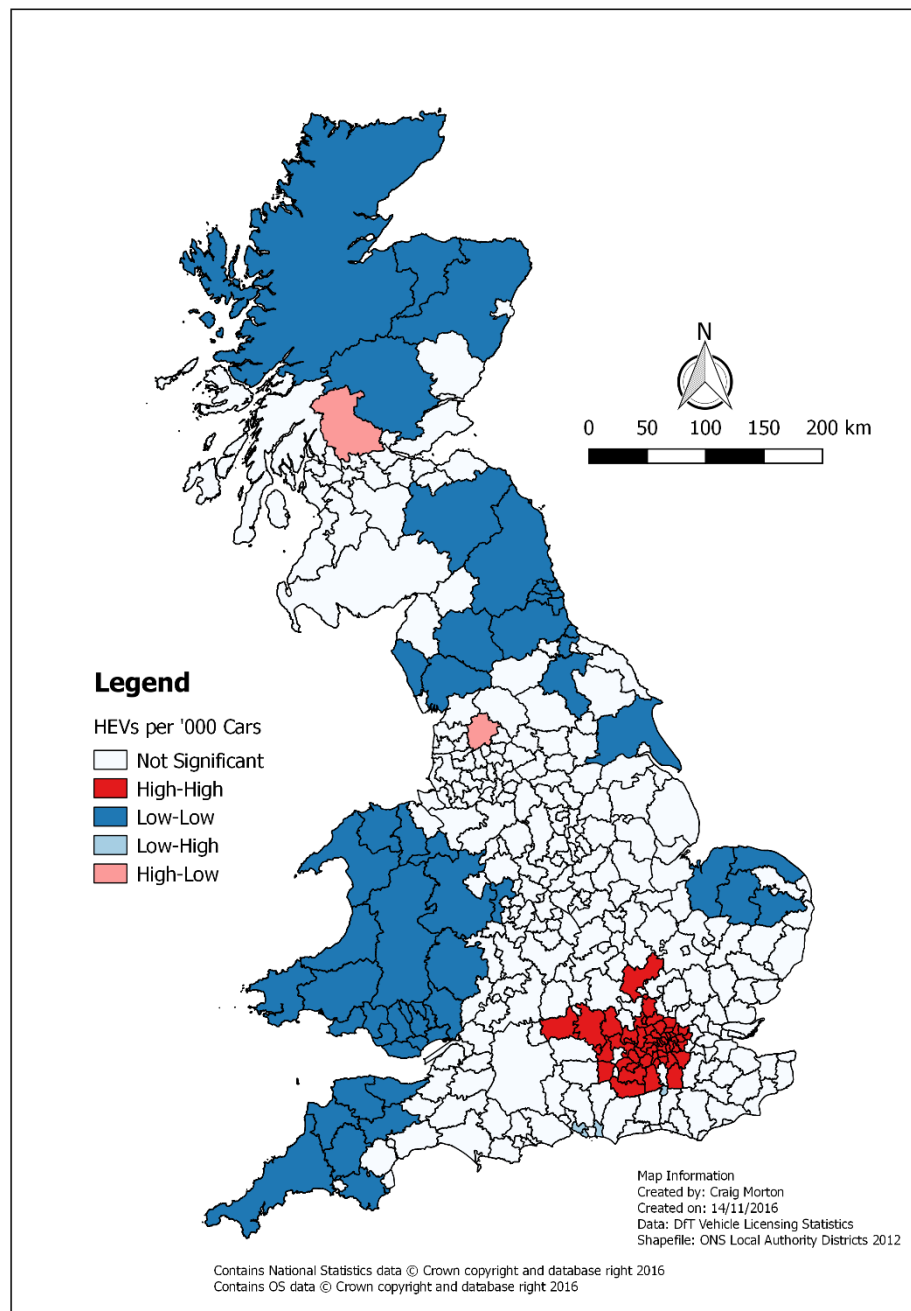 N
0 50 100 150 200 km
Legend
HEVs per '000 Cars
Not Significant
High-High
Low-Low
Low-High
High-Low
Map Information
Created by: Craig Morton
Created on: 14/11/2016
Data: DfT Vehicle Licensing Statistics
Shapefile: ONS Local Authority Districts 2012
Contains National Statistics data © Crown copyright and database right 2016
Contains OS data © Crown copyright and database right 2016